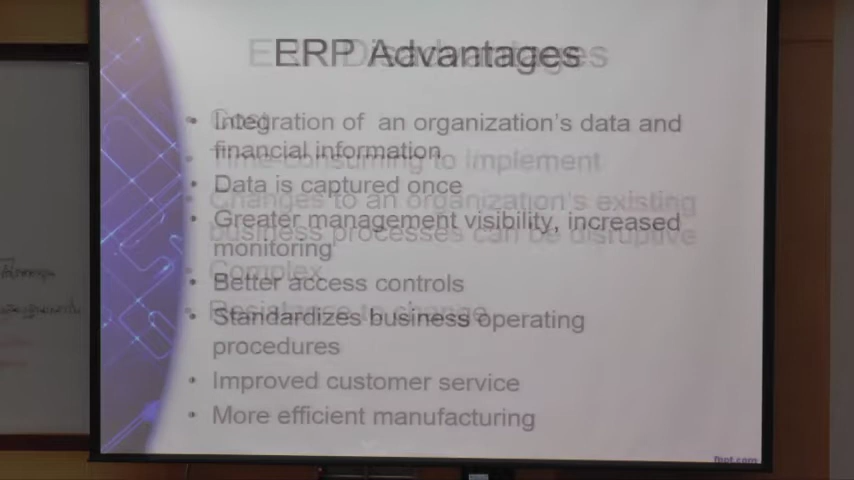 ERP Advantages
• Integration of an organization's data and
financial information
• Data is captured once
• Greater management visibility, increased
monitoring
• Better access controls
• Standardizes business operating
procedures
• Improved customer service
• More efficient manufacturing
ERP Disadvantages
• Cost
• Time-consuming to implement
• Changes to an organization's existing
business processes can be disruptive
• Complex
• Resistance to change